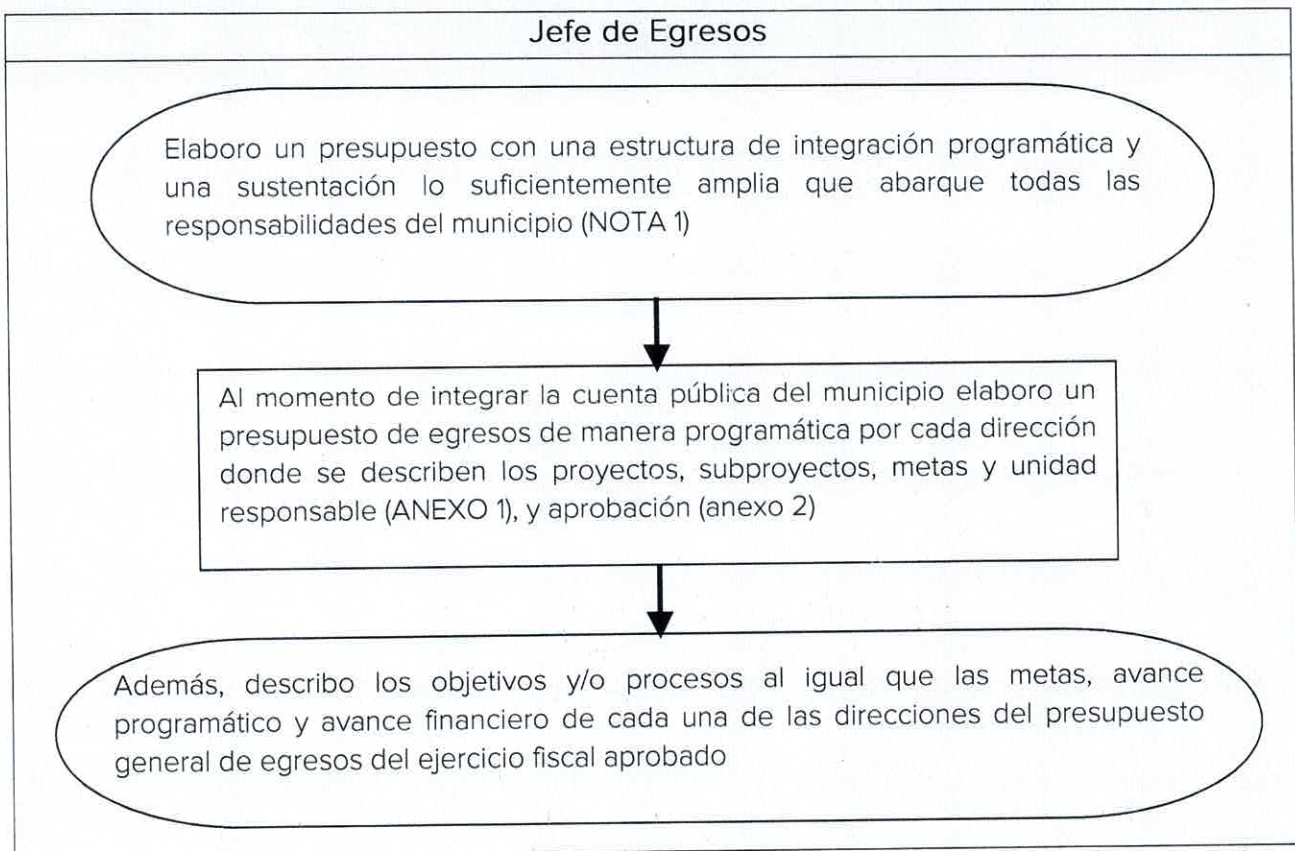 Jefe de Egresos
Elaboro un presupuesto con una estructura de integración programática y
una sustentación lo suficientemente amplia que abarque todas las
responsabilidades del municipio (NOTA 1)
Al momento de integrar la cuenta pública del municipio elaboro un
presupuesto de egresos de manera programática por cada dirección
donde se describen los proyectos, subproyectos, metas y unidad
responsable (ANEXO 1), y aprobación (anexo 2)
Además, describo los objetivos y/o procesos al igual que las metas, avance
programático y avance financiero de cada una de las direcciones del presupuesto
general de egresos del ejercicio fiscal aprobado